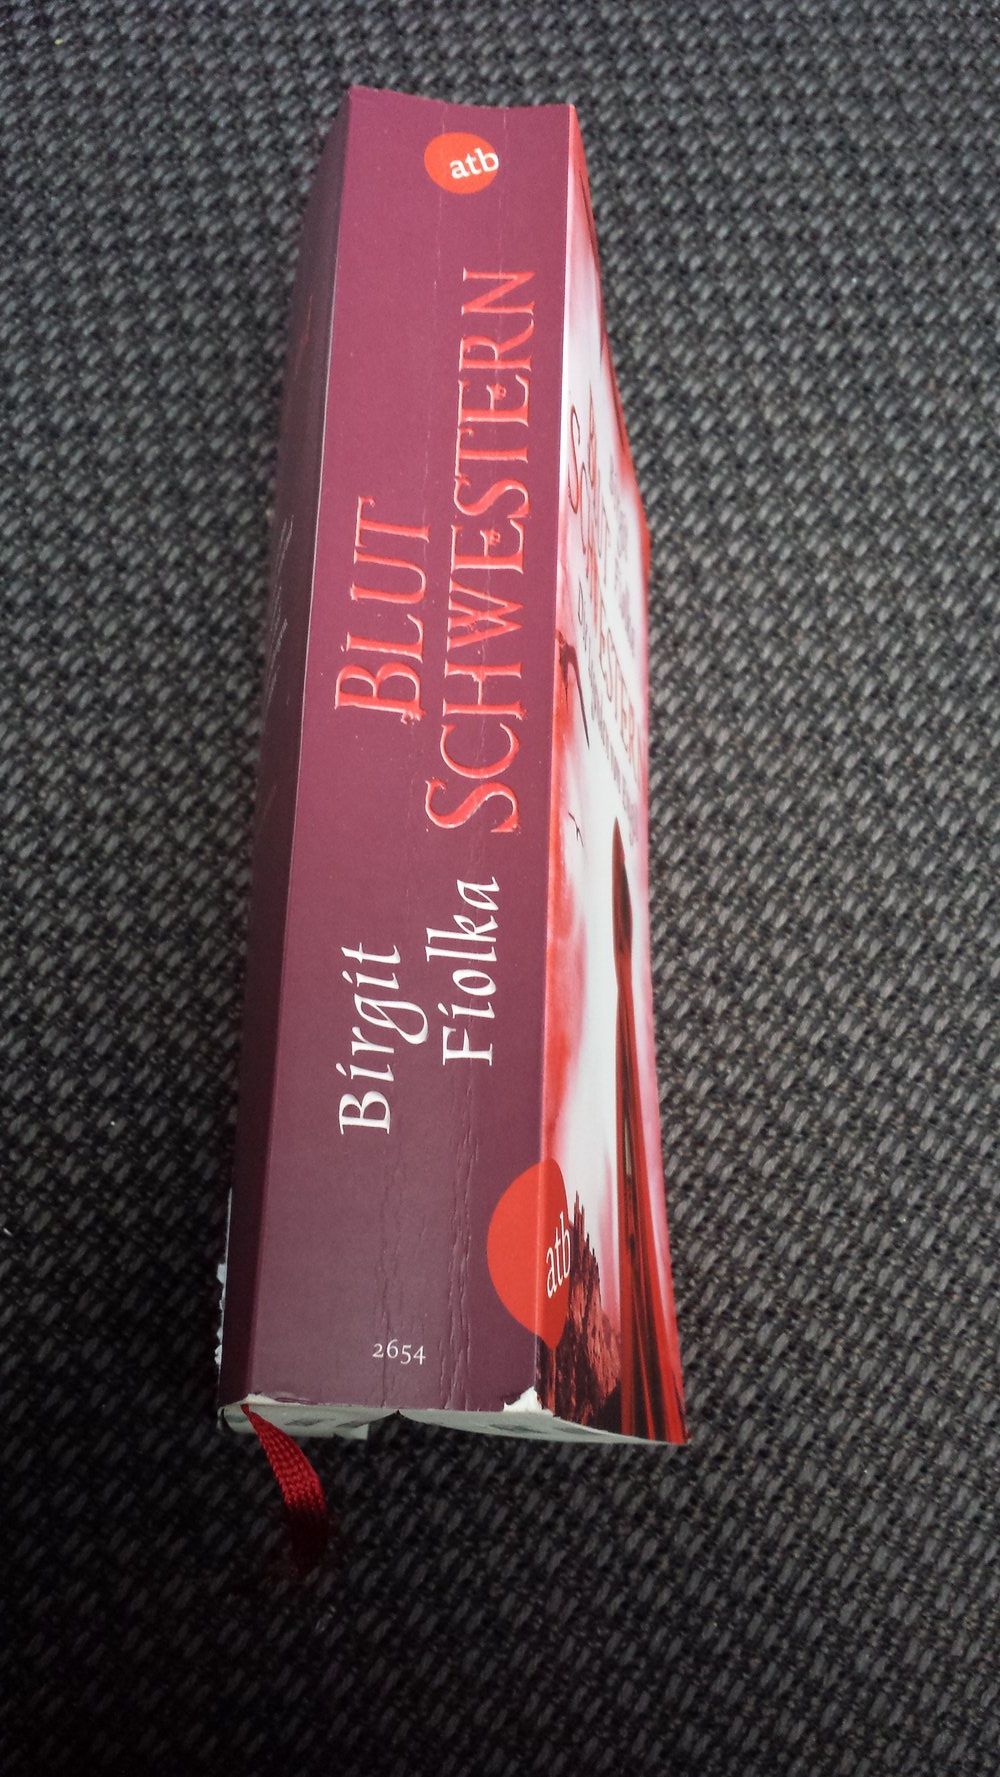 Birgit
Fiolka
BLUT
SCHWESTERN
atb
2654
atb